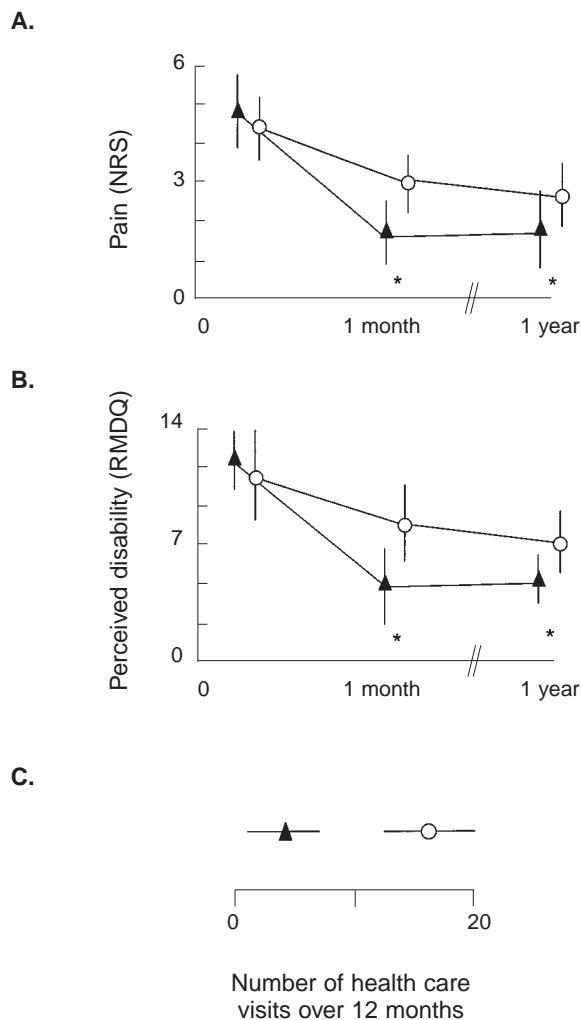 A.
6
Pain (NRS)
3
*
*
0
0
1 month
1 year
B.
14
Perceived disability (RMDQ)
7
*
*
0
0
1 month
1 year
C.
0
20
Number of health care
visits over 12 months